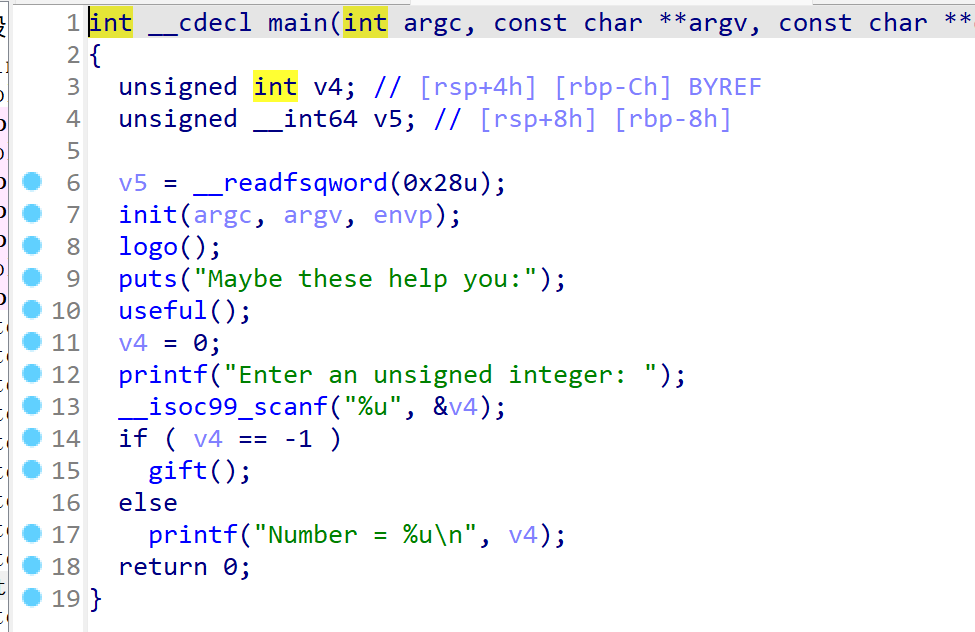 1 int __cdecl main(int argc, const char **argv, const char **
2 {
3 unsigned int v4; // [rsp+4h] [rbp-Ch] BYREF
4 unsigned __int64 v5; // [rsp+8h] [rbp-8h]
5
6 v5 = __readfsqword(0x28u);
7 init(argc, argv, envp);
8 logo();
9 puts("Maybe these help you:");
10 useful();
11 v4 = 0;
12 printf("Enter an unsigned integer: ");
13 __isoc99_scanf("%u", &v4);
14 if ( v4 == -1 )
15 gift();
16 else
17 printf("Number = %u\n", v4);
18 return 0;
19 }